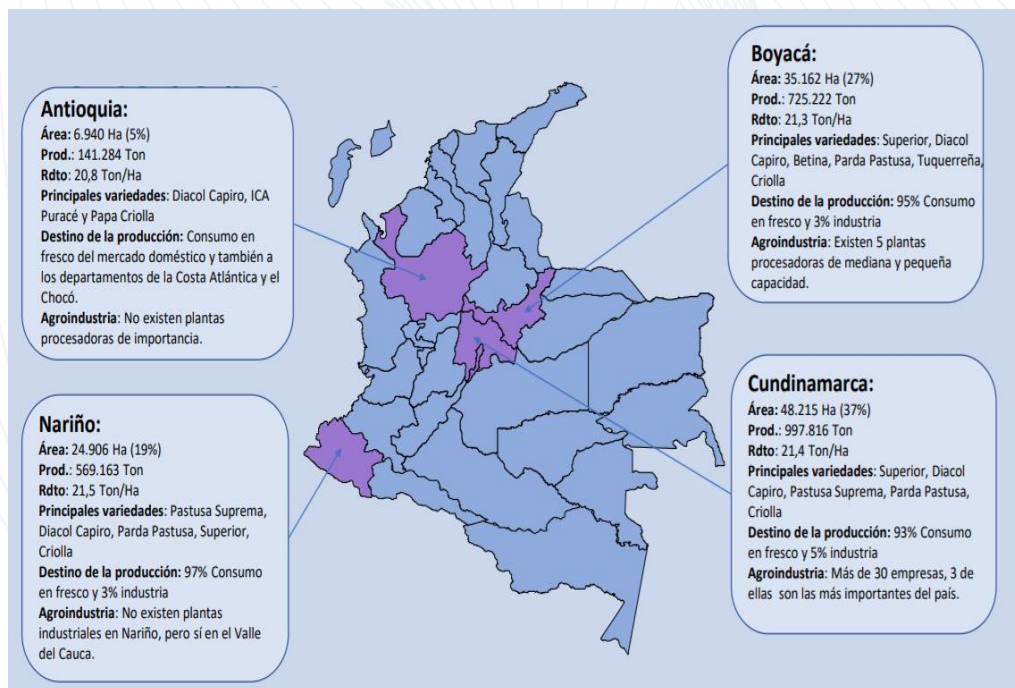 Antioquia:
Área: 6.940 Ha (5%)
Prod.: 141.284 Ton
Rdto: 20,8 Ton/Ha
Principales variedades: Diacol Capiro, ICA
Puracé y Papa Criolla
Destino de la producción: Consumo en
fresco del mercado doméstico y también a
los departamentos de la Costa Atlántica y el
Chocó.
Agroindustria: No existen plantas
procesadoras de importancia.
Boyacá:
Área: 35.162 Ha (27%)
Prod.: 725.222 Ton
Rdto: 21,3 Ton/Ha
Principales variedades: Superior, Diacol
Capiro, Betina, Parda Pastusa, Tuquerreña,
Criolla
Destino de la producción: 95% Consumo
en fresco y 3% industria
Agroindustria: Existen 5 plantas
procesadoras de mediana y pequeña
capacidad.
Nariño:
Área: 24.906 Ha (19%)
Prod.: 569.163 Ton
Rdto: 21,5 Ton/Ha
Principales variedades: Pastusa Suprema,
Diacol Capiro, Parda Pastusa, Superior,
Criolla
Destino de la producción: 97% Consumo
en fresco y 3% industria
Agroindustria: No existen plantas
industriales en Nariño, pero sí en el Valle
del Cauca.
Cundinamarca:
Área: 48.215 Ha (37%)
Prod.: 997.816 Ton
Rdto: 21,4 Ton/Ha
Principales variedades: Superior, Diacol
Capiro, Pastusa Suprema, Parda Pastusa,
Criolla
Destino de la producción: 93% Consumo
en fresco y 5% industria
Agroindustria: Más de 30 empresas, 3 de
ellas son las más importantes del país.